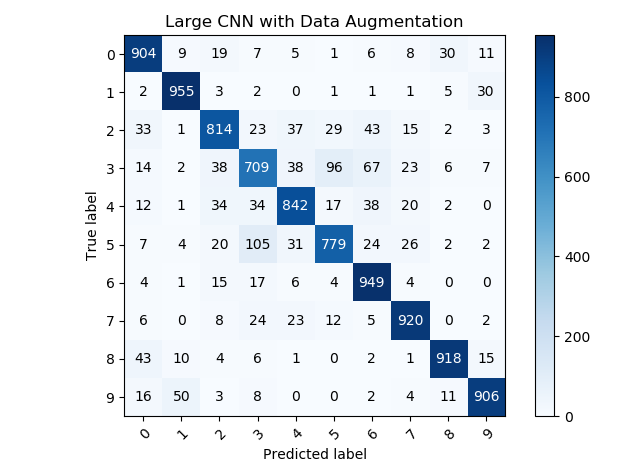 Large CNN with Data Augmentation
True label
0 904 9 19 7 5 1 6 8 30 11
1 2 955 3 2 0 1 1 1 5 30
2 33 1 814 23 37 29 43 15 2 3
3 14 2 38 709 38 96 67 23 6 7
4 12 1 34 34 842 17 38 20 2 0
5 7 4 20 105 31 779 24 26 2 2
6 4 1 15 17 6 4 949 4 0 0
7 6 0 8 24 23 12 5 920 0 2
8 43 10 4 6 1 0 2 1 918 15
9 16 50 3 8 0 0 2 4 11 906
0 1 2 3 4 5 6 7 8 9
Predicted label
800
600
400
200
0